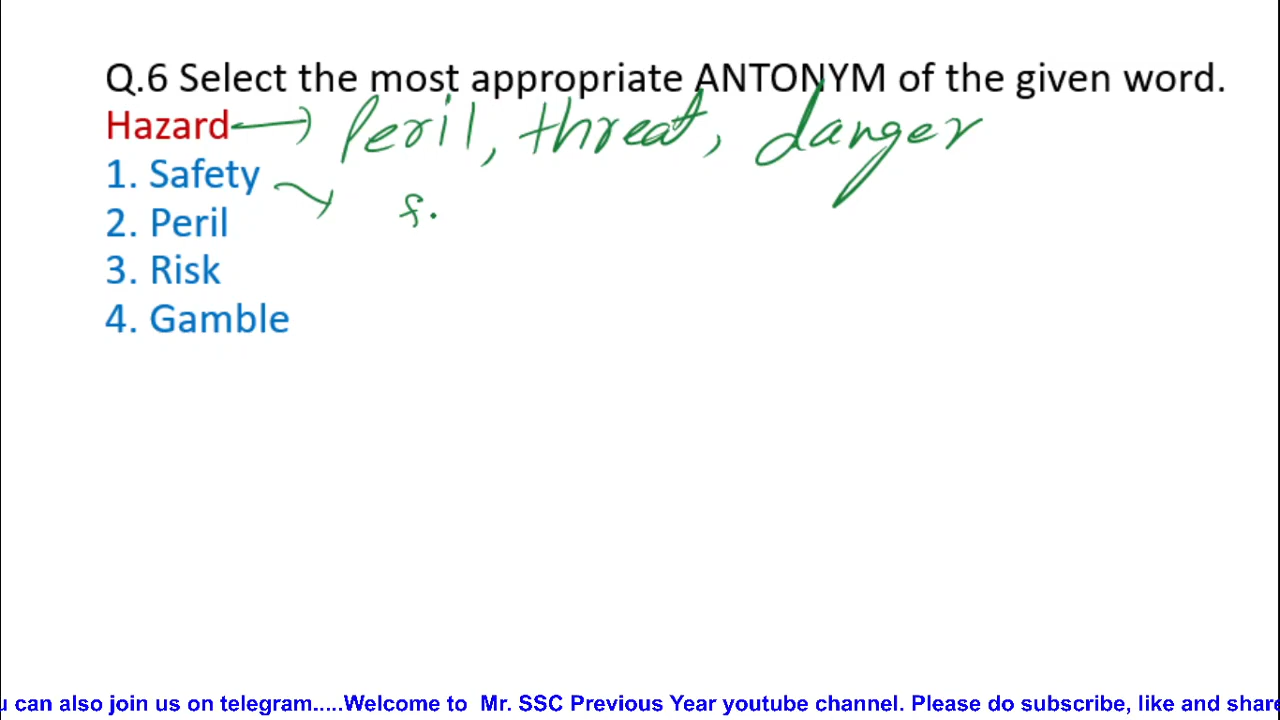 Q.6 Select the most appropriate ANTONYM of the given word.
Hazard Peril, threat, danger
1. Safety
2. Peril
3. Risk
4. Gamble
u can also join us on telegram.....Welcome to Mr. SSC Previous Year youtube channel. Please do subscribe, like and share